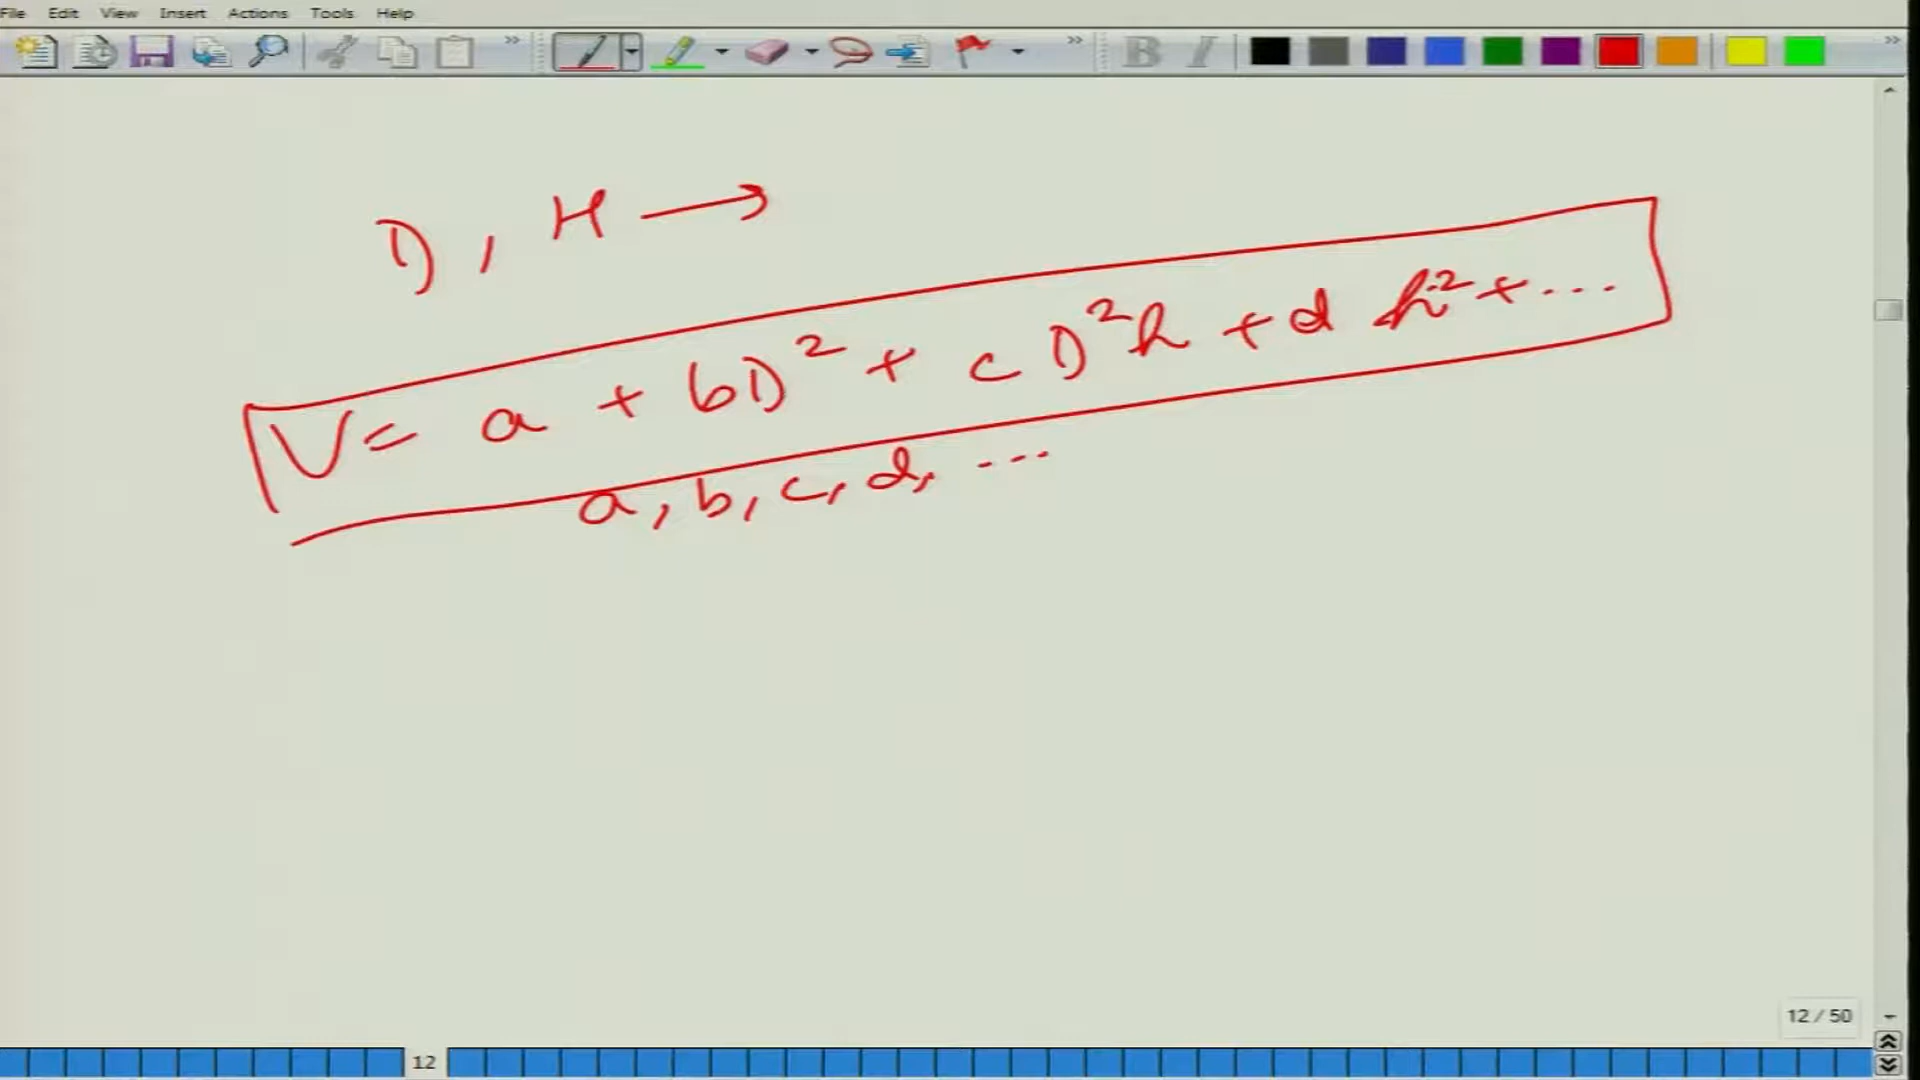 File Edit View Insert Actions Tools Help
B I
D, H →
V = a + bD² + cD²h + d h² + ...
a, b, c, d, ...
12 / 50
12